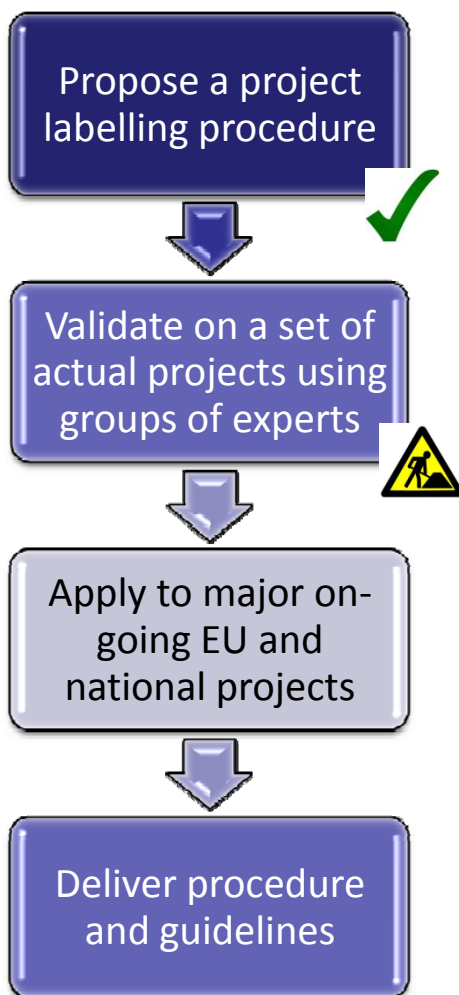 Propose a project
labelling procedure
Validate on a set of
actual projects using
groups of experts
Apply to major on-
going EU and
national projects
Deliver procedure
and guidelines